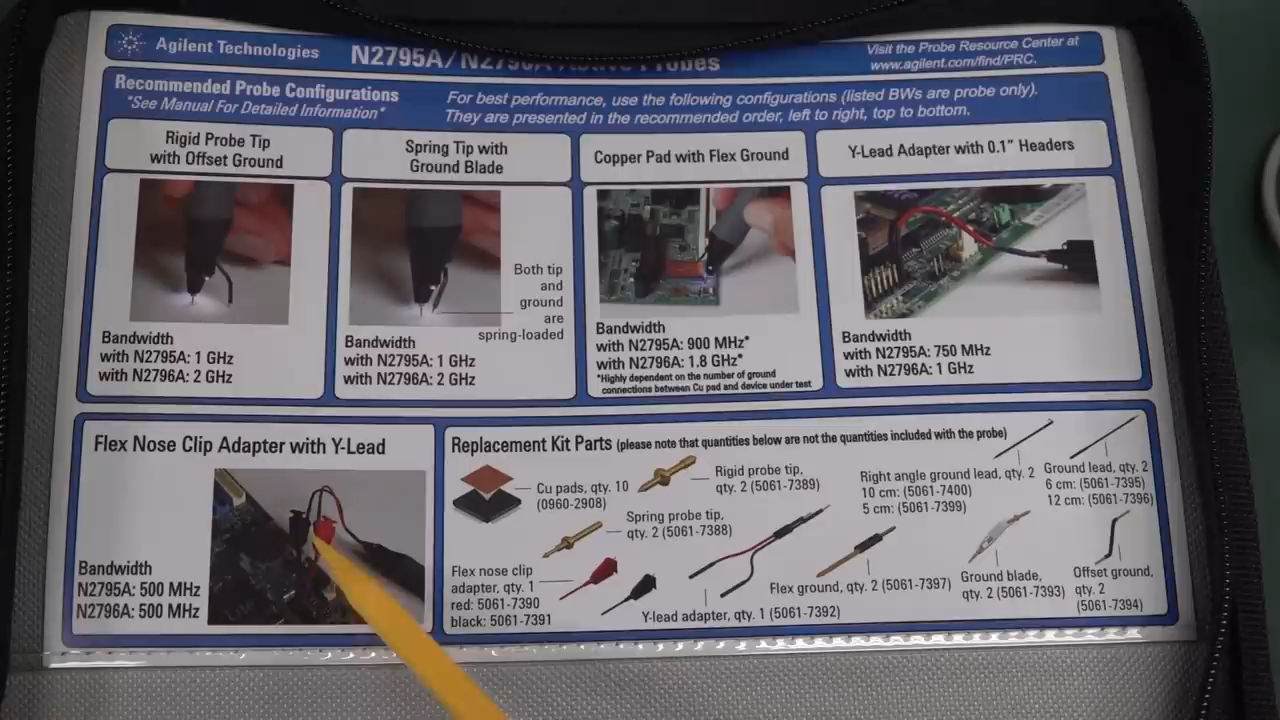 Agilent Technologies
N2795A/N2796A Active Probes
Visit the Probe Resource Center at
www.agilent.com/find/PRC.
Recommended Probe Configurations
*See Manual For Detailed Information*
For best performance, use the following configurations (listed BWs are probe only).
They are presented in the recommended order, left to right, top to bottom.
Rigid Probe Tip
with Offset Ground
Bandwidth
with N2795A: 1 GHz
with N2796A: 2 GHz
Spring Tip with
Ground Blade
Both tip
and
ground
are
spring-loaded
Bandwidth
with N2795A: 1 GHz
with N2796A: 2 GHz
Copper Pad with Flex Ground
Bandwidth
with N2795A: 900 MHz*
with N2796A: 1.8 GHz*
*Highly dependent on the number of ground
connections between Cu pad and device under test
Y-Lead Adapter with 0.1" Headers
Bandwidth
with N2795A: 750 MHz
with N2796A: 1 GHz
Flex Nose Clip Adapter with Y-Lead
Bandwidth
N2795A: 500 MHz
N2796A: 500 MHz
Replacement Kit Parts (please note that quantities below are not the quantities included with the probe)
Cu pads, qty. 10
(0960-2908)
Rigid probe tip,
qty. 2 (5061-7389)
Right angle ground lead, qty. 2
10 cm: (5061-7400)
5 cm: (5061-7399)
Ground lead, qty. 2
6 cm: (5061-7395)
12 cm: (5061-7396)
Spring probe tip,
qty. 2 (5061-7388)
Flex nose clip
adapter, qty. 1
red: 5061-7390
black: 5061-7391
Y-lead adapter, qty. 1 (5061-7392)
Flex ground, qty. 2 (5061-7397)
Ground blade,
qty. 2 (5061-7393)
Offset ground,
qty. 2
(5061-7394)